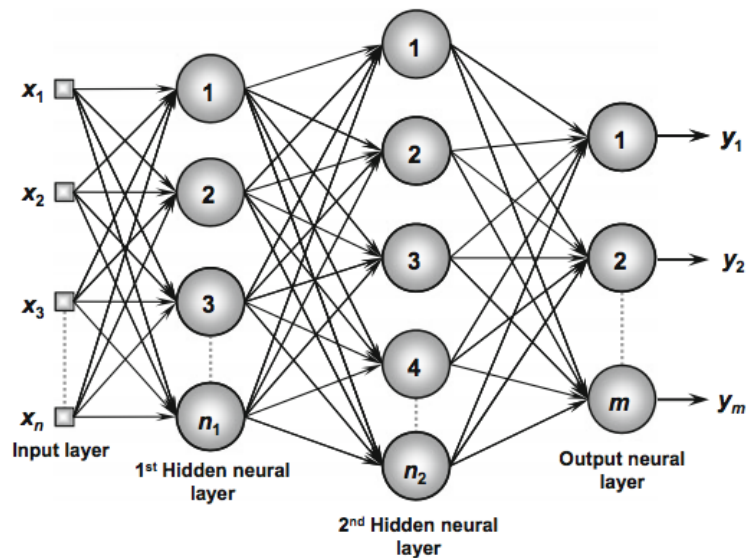 x1
x2
x3
xn
Input layer
1
2
3
n1
1st Hidden neural
layer
1
2
3
4
n2
2nd Hidden neural
layer
1
2
m
Output neural
layer
y1
y2
ym